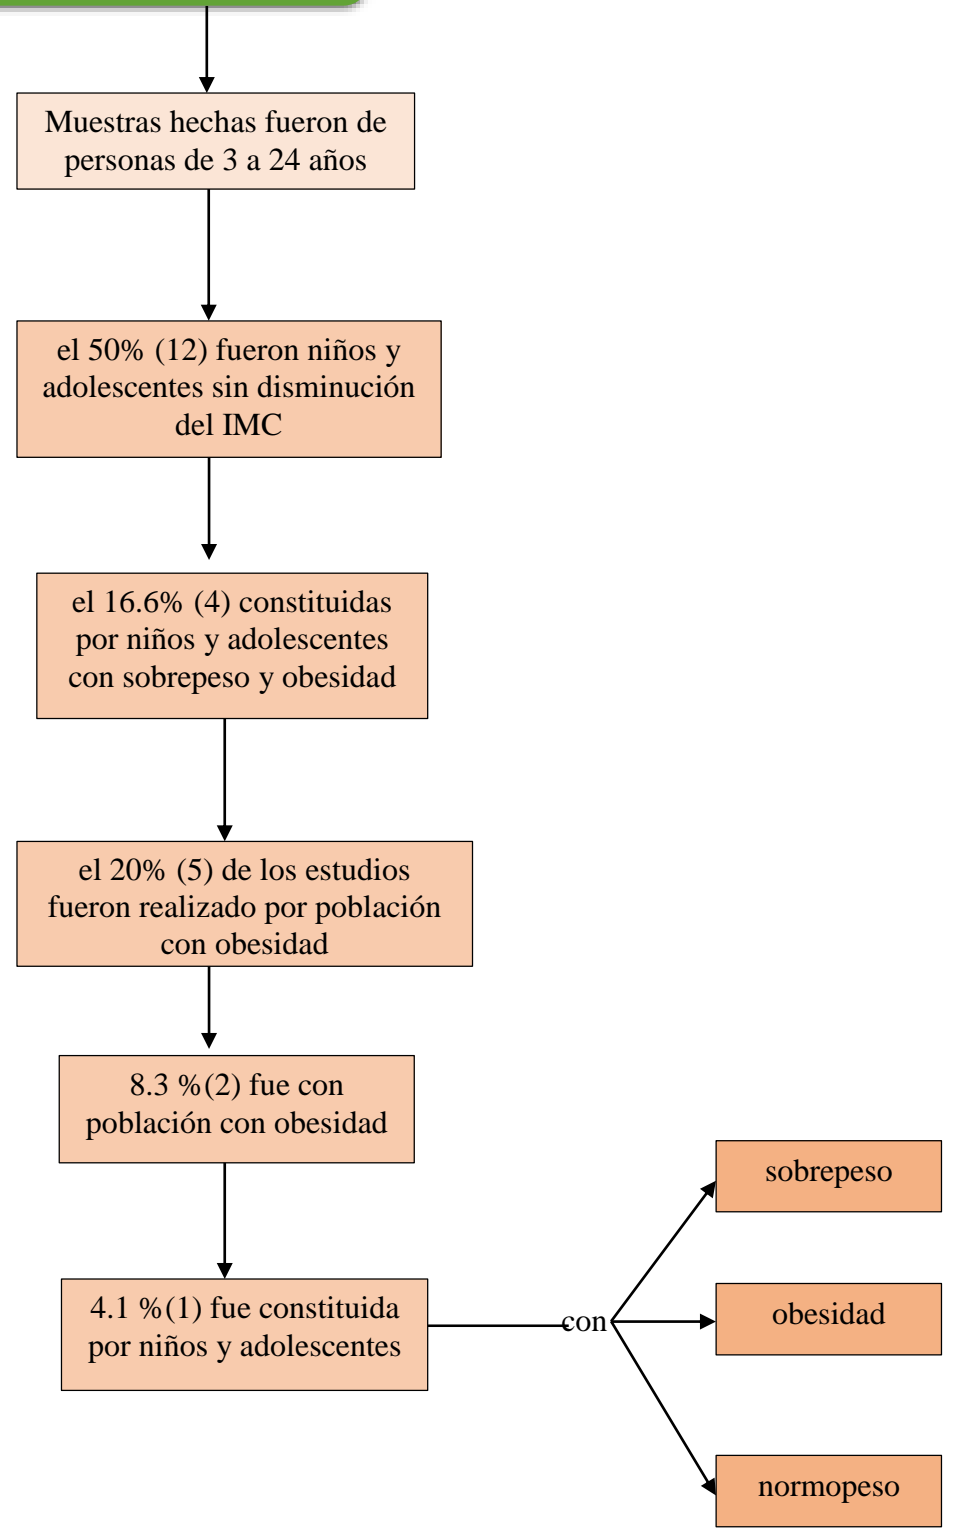 Muestras hechas fueron de
personas de 3 a 24 años
el 50% (12) fueron niños y
adolescentes sin disminución
del IMC
el 16.6% (4) constituidas
por niños y adolescentes
con sobrepeso y obesidad
el 20% (5) de los estudios
fueron realizado por población
con obesidad
8.3 %(2) fue con
población con obesidad
4.1 %(1) fue constituida
por niños y adolescentes
con
sobrepeso
obesidad
normopeso